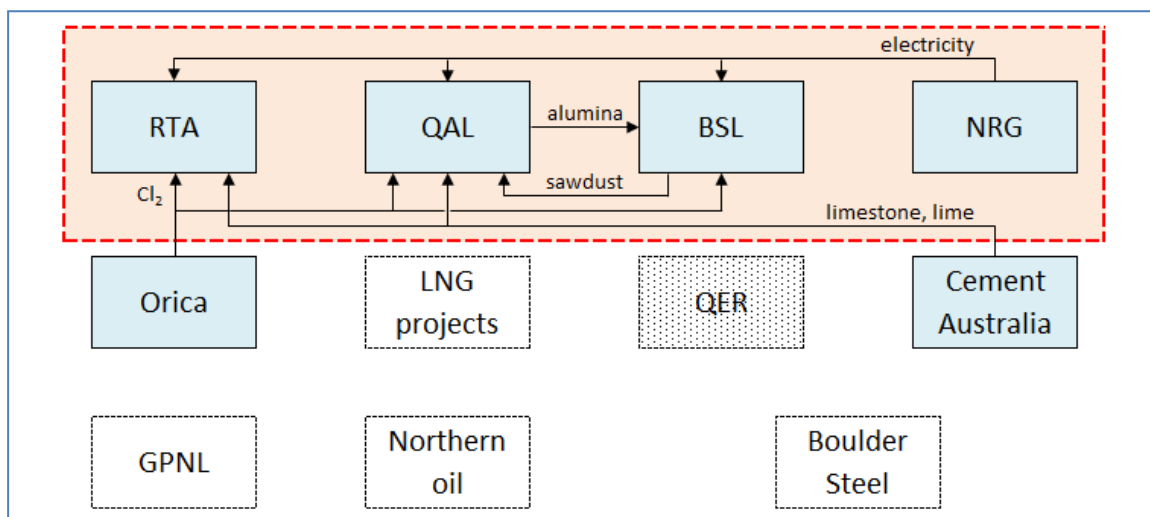 electricity
RTA
QAL
alumina
BSL
NRG
Cl₂
sawdust
limestone, lime
Orica
LNG
projects
QER
Cement
Australia
GPNL
Northern
oil
Boulder
Steel